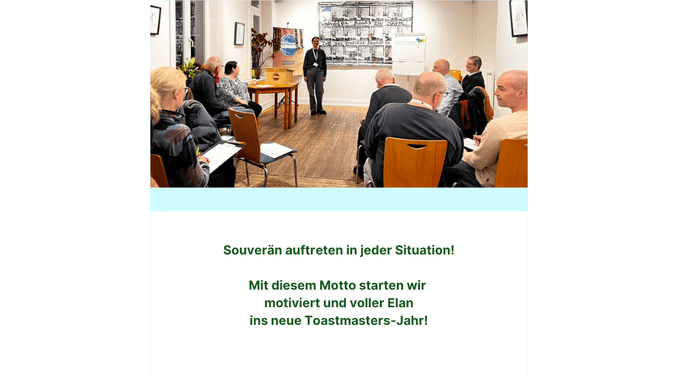 Souverän auftreten in jeder Situation!
Mit diesem Motto starten wir
motiviert und voller Elan
ins neue Toastmasters-Jahr!